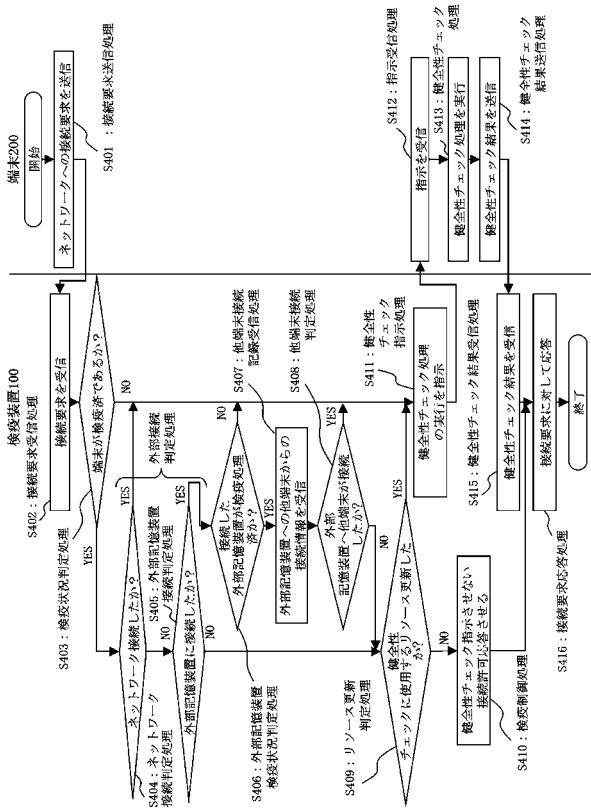 検疫装置100
端末200
開始
ネットワークへの接続要求を送信
S401：接続要求送信処理
S402：接続要求受信処理
接続要求を受信
S403：検疫状況判定処理
端末が検疫済であるか？
YES
NO
ネットワーク接続したか？
YES
NO
S404：ネットワーク
接続判定処理
外部接続
判定処理
S405：外部記憶装置
接続判定処理
外部記憶装置に接続したか？
YES
NO
接続した
外部記憶装置が検疫処理
済か？
NO
YES
S406：外部記憶装置
検疫状況判定処理
S407：他端末接続
記録受信処理
外部記憶装置への他端末からの
接続情報を受信
S408：他端末接続
判定処理
外部
記憶装置へ他端末が接続
したか？
YES
NO
S409：リソース更新
判定処理
健全性
チェックに使用するリソース更新した
か？
YES
NO
健全性チェック指示させない
接続許可応答させる
S410：検疫制御処理
S411：健全性
チェック
指示処理
健全性チェック処理
の実行を指示
S412：指示受信処理
指示を受信
S413：健全性チェック
処理
健全性チェック処理を実行
健全性チェック結果を送信
S414：健全性チェック
結果送信処理
S415：健全性チェック結果受信処理
健全性チェック結果を受信
接続要求に対して応答
S416：接続要求応答処理
終了